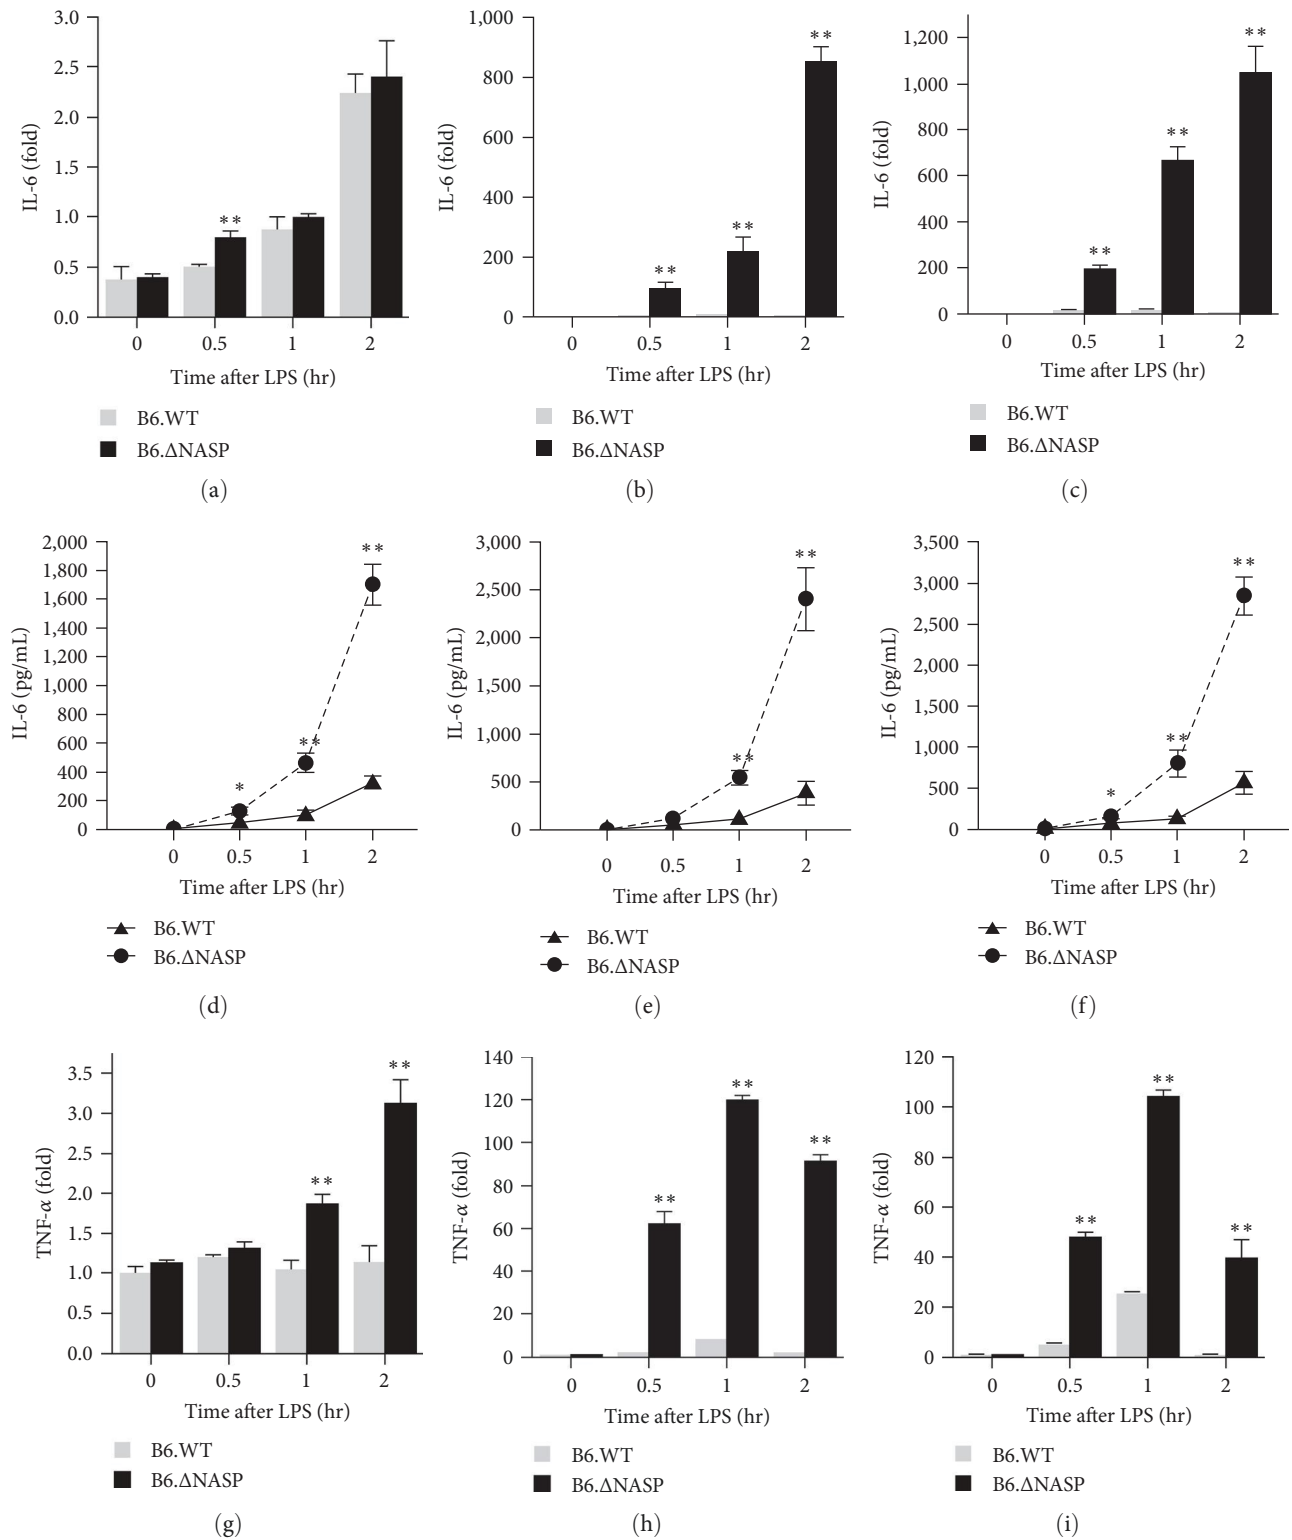 3.0
2.5
2.0
1.5
1.0
0.5
0.0
IL-6 (fold)
**
0 0.5 1 2
Time after LPS (hr)
B6.WT
B6.ΔNASP
(a)
1,000
800
600
400
200
0
IL-6 (fold)
** ** **
0 0.5 1 2
Time after LPS (hr)
B6.WT
B6.ΔNASP
(b)
1,200
1,000
800
600
400
200
0
IL-6 (fold)
** ** **
0 0.5 1 2
Time after LPS (hr)
B6.WT
B6.ΔNASP
(c)
2,000
1,800
1,600
1,400
1,200
1,000
800
600
400
200
0
IL-6 (pg/mL)
* ** **
0 0.5 1 2
Time after LPS (hr)
B6.WT
B6.ΔNASP
(d)
3,000
2,500
2,000
1,500
1,000
500
0
IL-6 (pg/mL)
** **
0 0.5 1 2
Time after LPS (hr)
B6.WT
B6.ΔNASP
(e)
3,500
3,000
2,500
2,000
1,500
1,000
500
0
IL-6 (pg/mL)
* ** **
0 0.5 1 2
Time after LPS (hr)
B6.WT
B6.ΔNASP
(f)
3.5
3.0
2.5
2.0
1.5
1.0
0.5
0.0
TNF-α (fold)
** **
0 0.5 1 2
Time after LPS (hr)
B6.WT
B6.ΔNASP
(g)
140
120
100
80
60
40
20
0
TNF-α (fold)
** ** **
0 0.5 1 2
Time after LPS (hr)
B6.WT
B6.ΔNASP
(h)
120
100
80
60
40
20
0
TNF-α (fold)
** ** **
0 0.5 1 2
Time after LPS (hr)
B6.WT
B6.ΔNASP
(i)